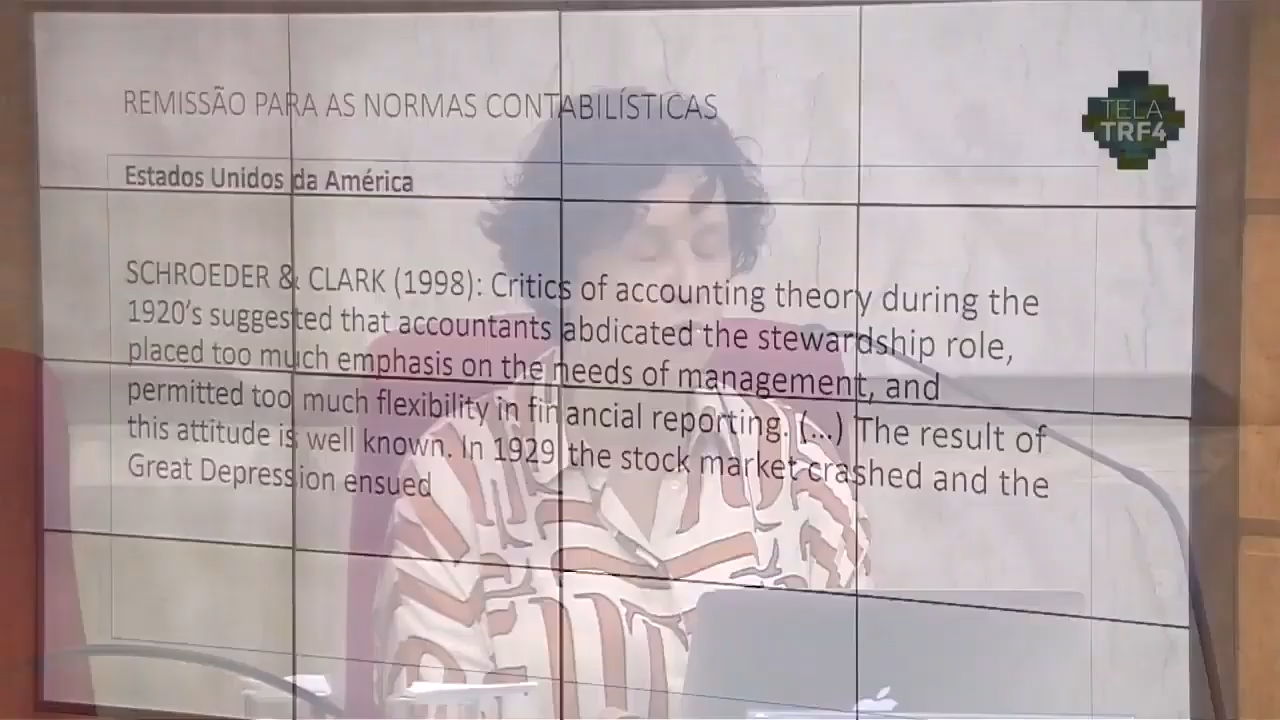 REMISSÃO PARA AS NORMAS CONTABILÍSTICAS
TELA
TRF4
Estados Unidos da América
SCHROEDER & CLARK (1998): Critics of accounting theory during the
1920's suggested that accountants abdicated the stewardship role,
placed too much emphasis on the needs of management, and
permitted too much flexibility in financial reporting. (...) The result of
this attitude is well known. In 1929 the stock market crashed and the
Great Depression ensued